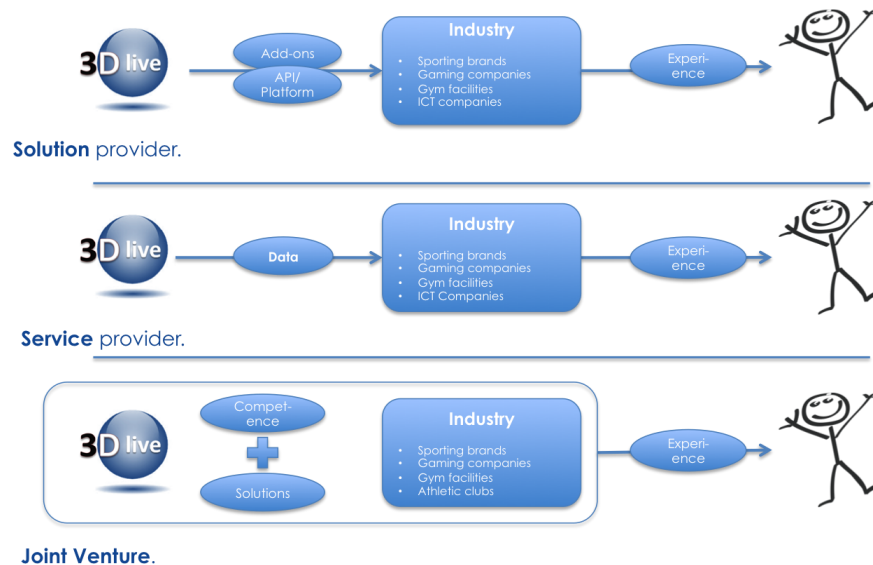 3D live
Add-ons
API/
Platform
Industry
• Sporting brands
• Gaming companies
• Gym facilities
• ICT companies
Experi-
ence
Solution provider.
3D live
Data
Industry
• Sporting brands
• Gaming companies
• Gym facilities
• ICT Companies
Experi-
ence
Service provider.
3D live
Compet-
ence
Solutions
Industry
• Sporting brands
• Gaming companies
• Gym facilities
• Athletic clubs
Experi-
ence
Joint Venture.